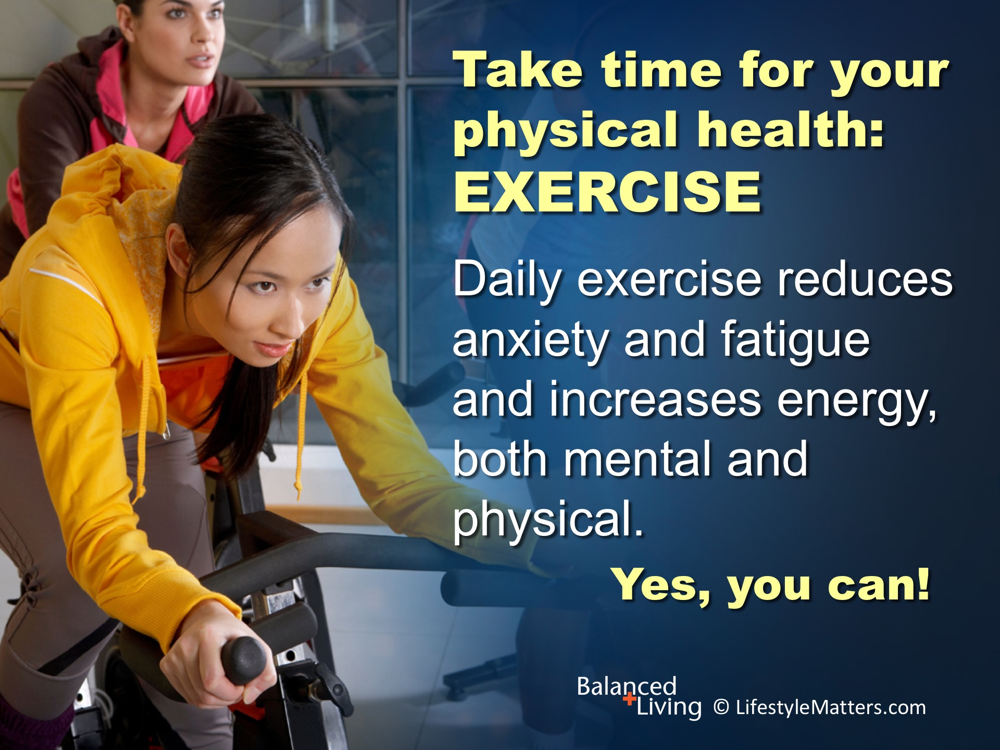 Take time for your
physical health:
EXERCISE
Daily exercise reduces
anxiety and fatigue
and increases energy,
both mental and
physical.
Yes, you can!
Balanced
Living © LifestyleMatters.com